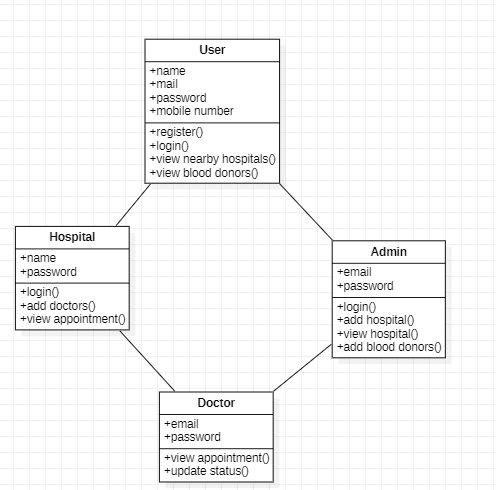 User
+name
+mail
+password
+mobile number
+register()
+login()
+view nearby hospitals()
+view blood donors()
Hospital
+name
+password
+login()
+add doctors()
+view appointment()
Admin
+email
+password
+login()
+add hospital()
+view hospital()
+add blood donors()
Doctor
+email
+password
+view appointment()
+update status()